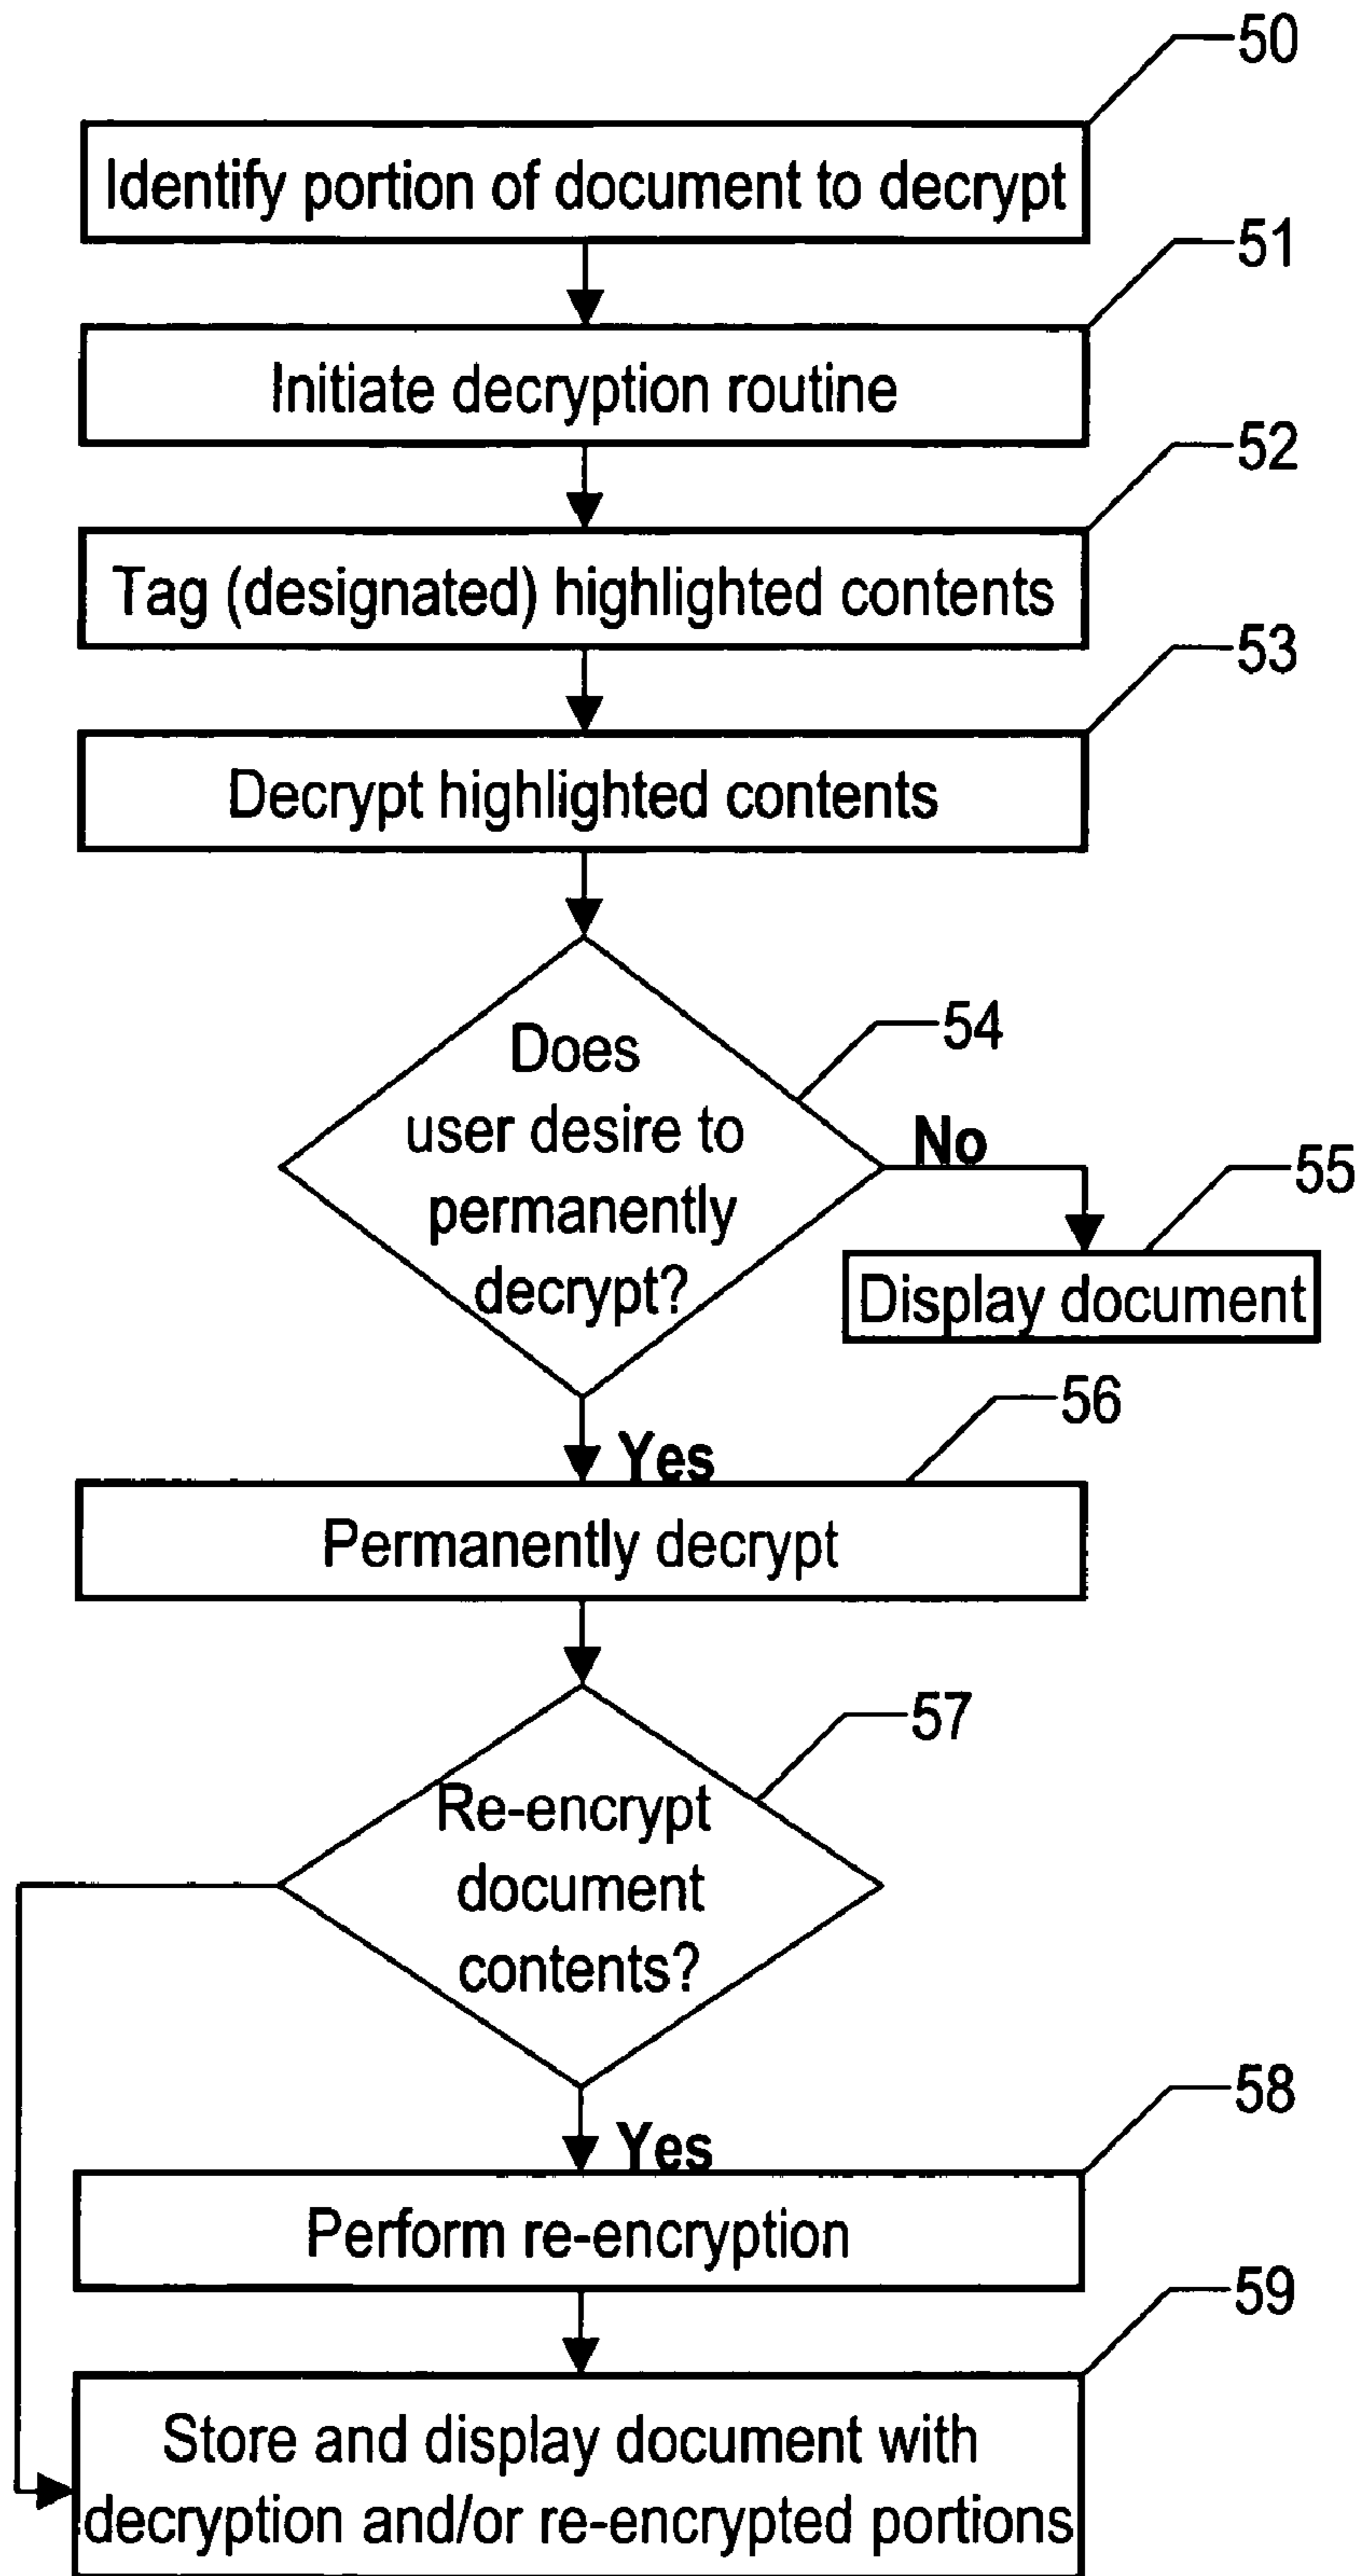 50
Identify portion of document to decrypt
51
Initiate decryption routine
52
Tag (designated) highlighted contents
53
Decrypt highlighted contents
54
Does
user desire to
permanently
decrypt?
No
55
Display document
56
Yes
Permanently decrypt
57
Re-encrypt
document
contents?
58
Yes
Perform re-encryption
59
Store and display document with
decryption and/or re-encrypted portions